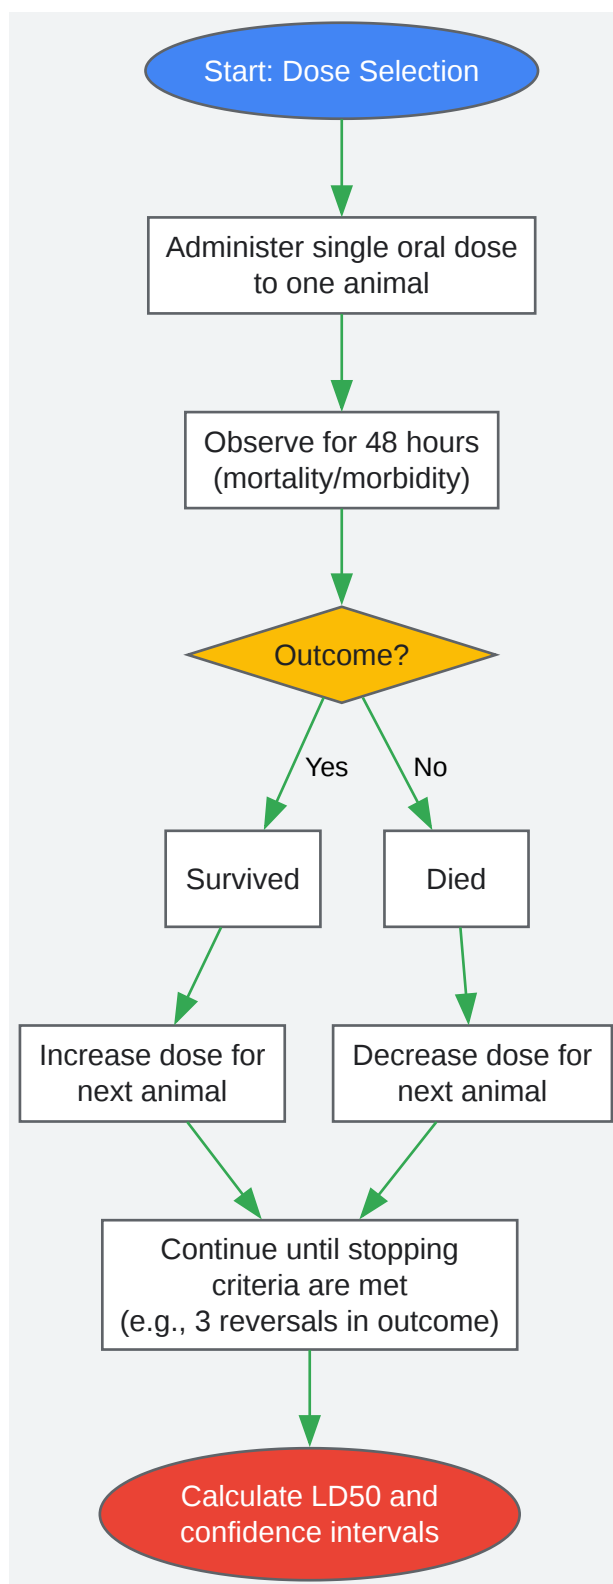 Start: Dose Selection
Administer single oral dose
to one animal
Observe for 48 hours
(mortality/morbidity)
Outcome?
Yes
No
Survived
Died
Increase dose for
next animal
Decrease dose for
next animal
Continue until stopping
criteria are met
(e.g., 3 reversals in outcome)
Calculate LD50 and
confidence intervals